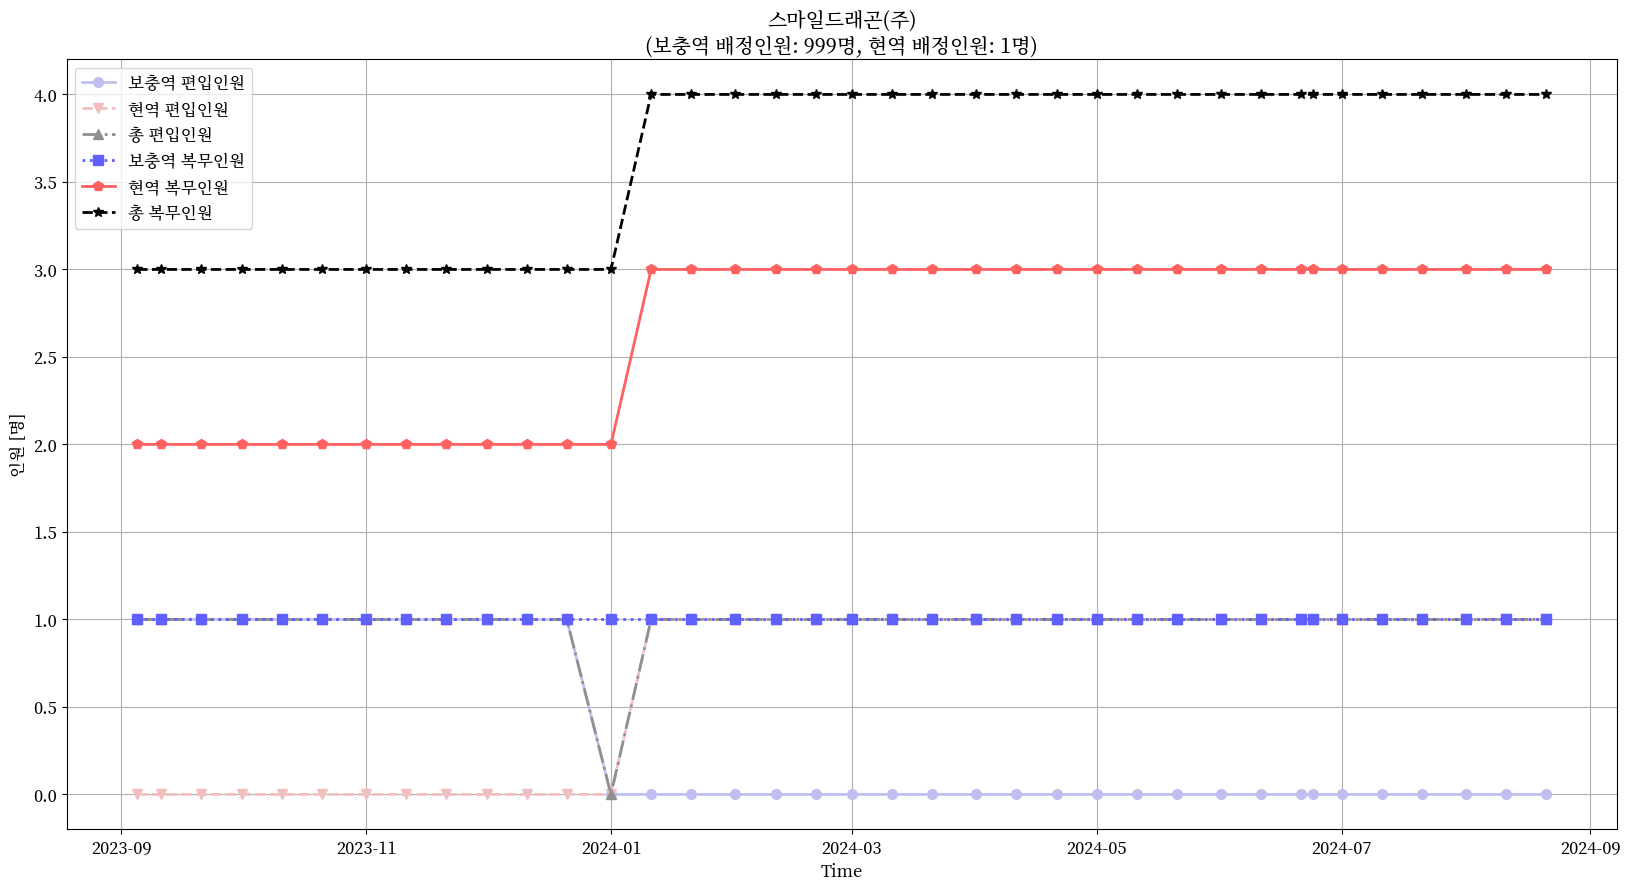 스마일드래곤(주)
(보충역 배정인원: 999명, 현역 배정인원: 1명)
보충역 편입인원
현역 편입인원
총 편입인원
보충역 복무인원
현역 복무인원
총 복무인원
4.0
3.5
3.0
2.5
2.0
1.5
1.0
0.5
0.0
인원 [명]
2023-09
2023-11
2024-01
2024-03
2024-05
2024-07
2024-09
Time